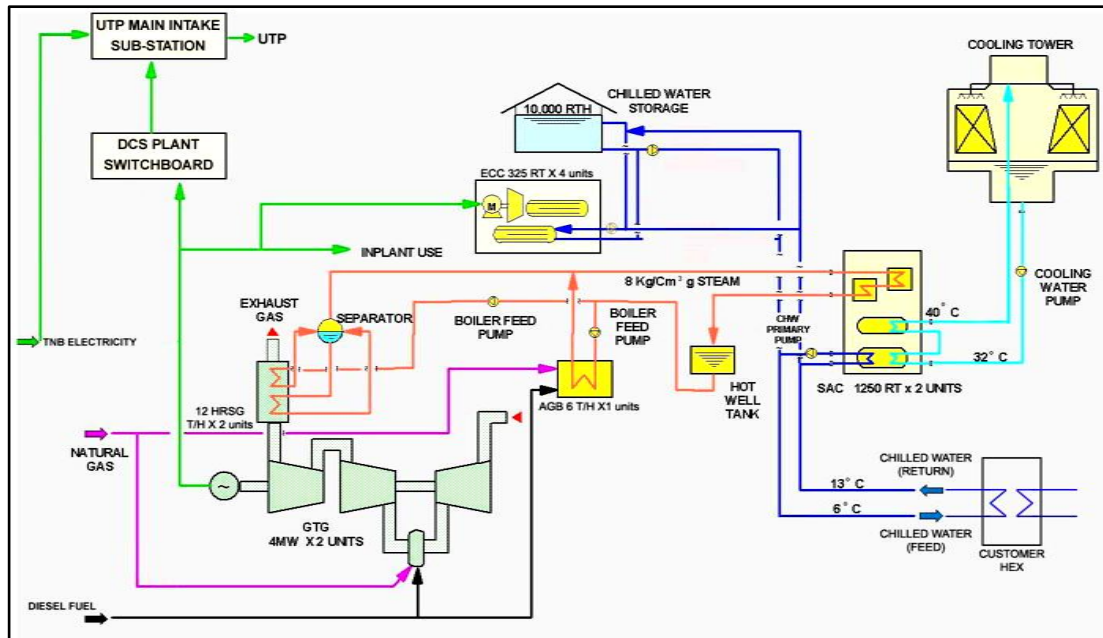 UTP MAIN INTAKE
SUB-STATION
UTP
DCS PLANT
SWITCHBOARD
CHILLED WATER
STORAGE
10,000 RTH
ECC 325 RT X 4 units
M
COOLING TOWER
INPLANT USE
8 Kg/Cm² g STEAM
EXHAUST
GAS
SEPARATOR
BOILER FEED
PUMP
BOILER
FEED
PUMP
CHW
PRIMARY
PUMP
COOLING
WATER
PUMP
40° C
32° C
TNB ELECTRICITY
HOT
WELL
TANK
SAC 1250 RT x 2 UNITS
AGB 6 T/H X1 units
12 HRSG
T/H X 2 units
NATURAL
GAS
GTG
4MW X 2 UNITS
CHILLED WATER
(RETURN)
13° C
6° C
CHILLED WATER
(FEED)
CUSTOMER
HEX
DIESEL FUEL